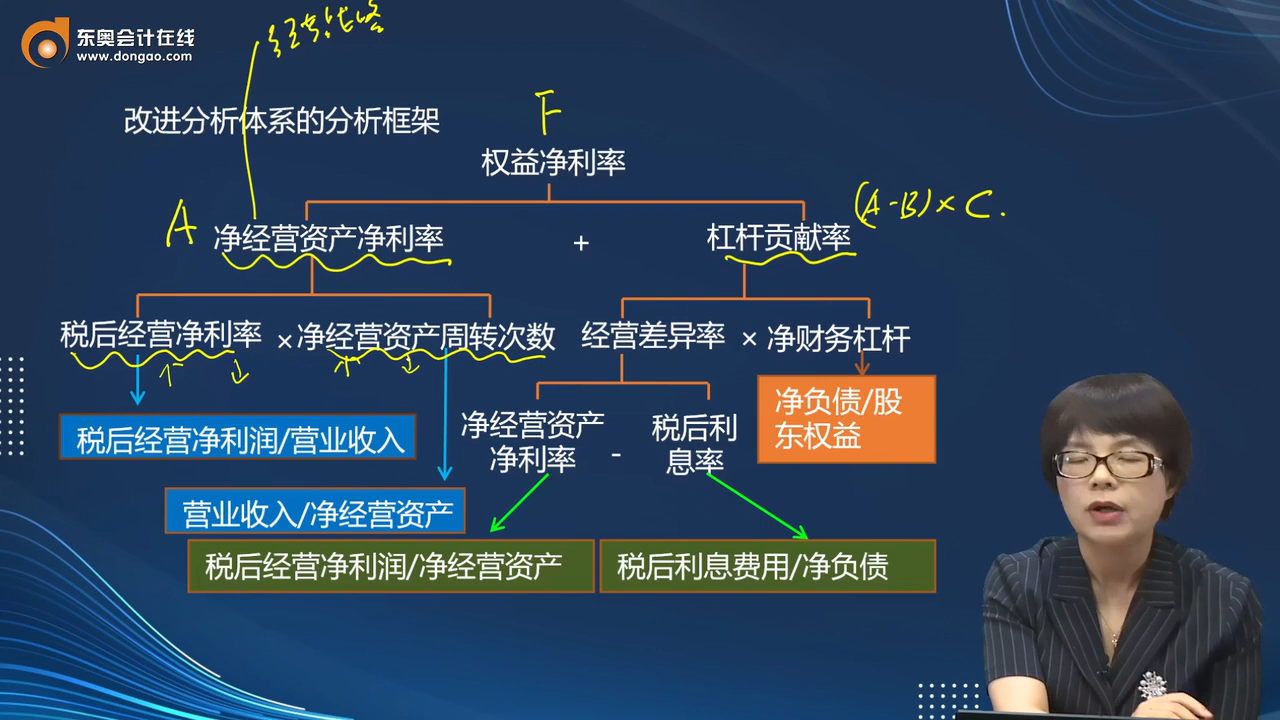 东奥会计在线
www.dongao.com
经营战略
改进分析体系的分析框架
F
权益净利率
(A-B)×C.
A
净经营资产净利率
+
杠杆贡献率
税后经营净利率
×
净经营资产周转次数
经营差异率
×
净财务杠杆
↑
↓
↑
↓
净负债/股
东权益
税后经营净利润/营业收入
净经营资产
净利率
-
税后利
息率
营业收入/净经营资产
税后经营净利润/净经营资产
税后利息费用/净负债